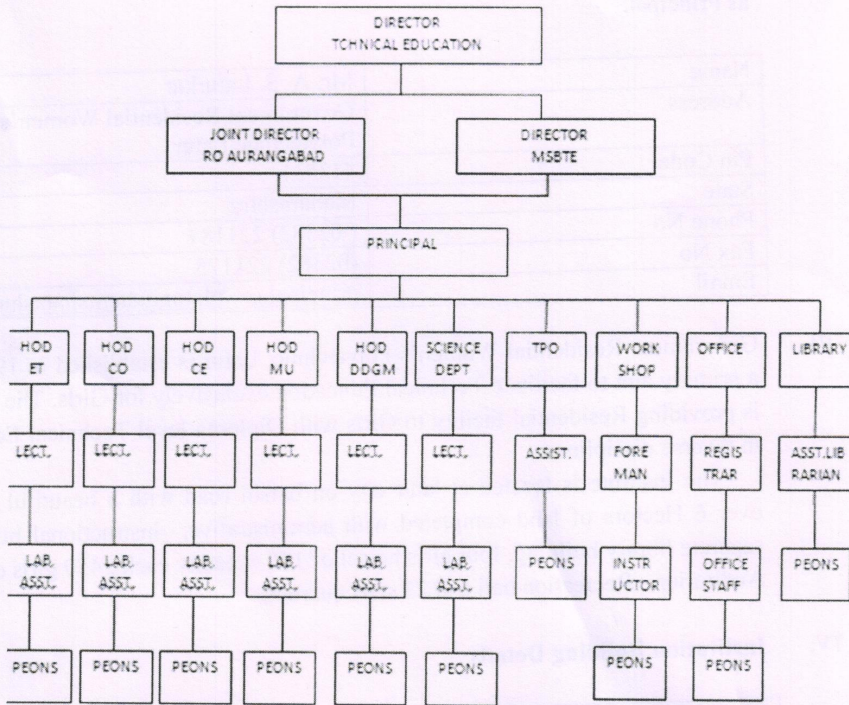 DIRECTOR
TCHNICAL EDUCATION
JOINT DIRECTOR
RO AURANGABAD
DIRECTOR
MSBTE
PRINCIPAL
HOD
ET
HOD
CO
HOD
CE
HOD
MU
HOD
DDGM
SCIENCE
DEPT
TPO
WORK
SHOP
OFFICE
LIBRARY
LECT.
LECT.
LECT.
LECT.
LECT.
LECT.
ASSIST.
FORE
MAN
REGIS
TRAR
ASST.LIB
RARIAN
LAB.
ASST.
LAB.
ASST.
LAB.
ASST.
LAB.
ASST.
LAB.
ASST.
LAB.
ASST.
PEONS
INSTR
UCTOR
OFFICE
STAFF
PEONS
PEONS
PEONS
PEONS
PEONS
PEONS
PEONS
PEONS
PEONS